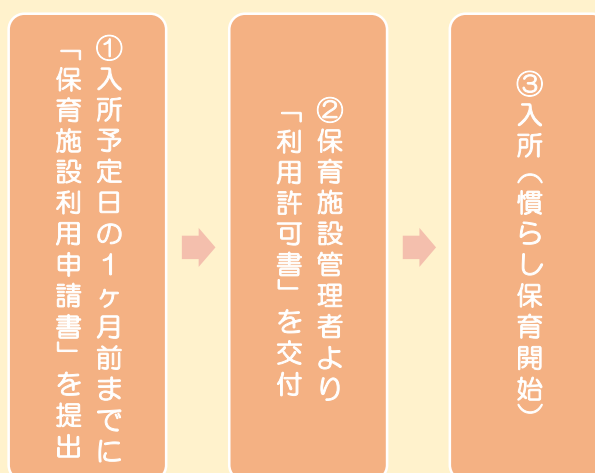 ①入所予定日の1ヶ月前までに
「保育施設利用申請書」を提出
②保育施設管理者より
「利用許可書」を交付
③入所（慣らし保育開始）